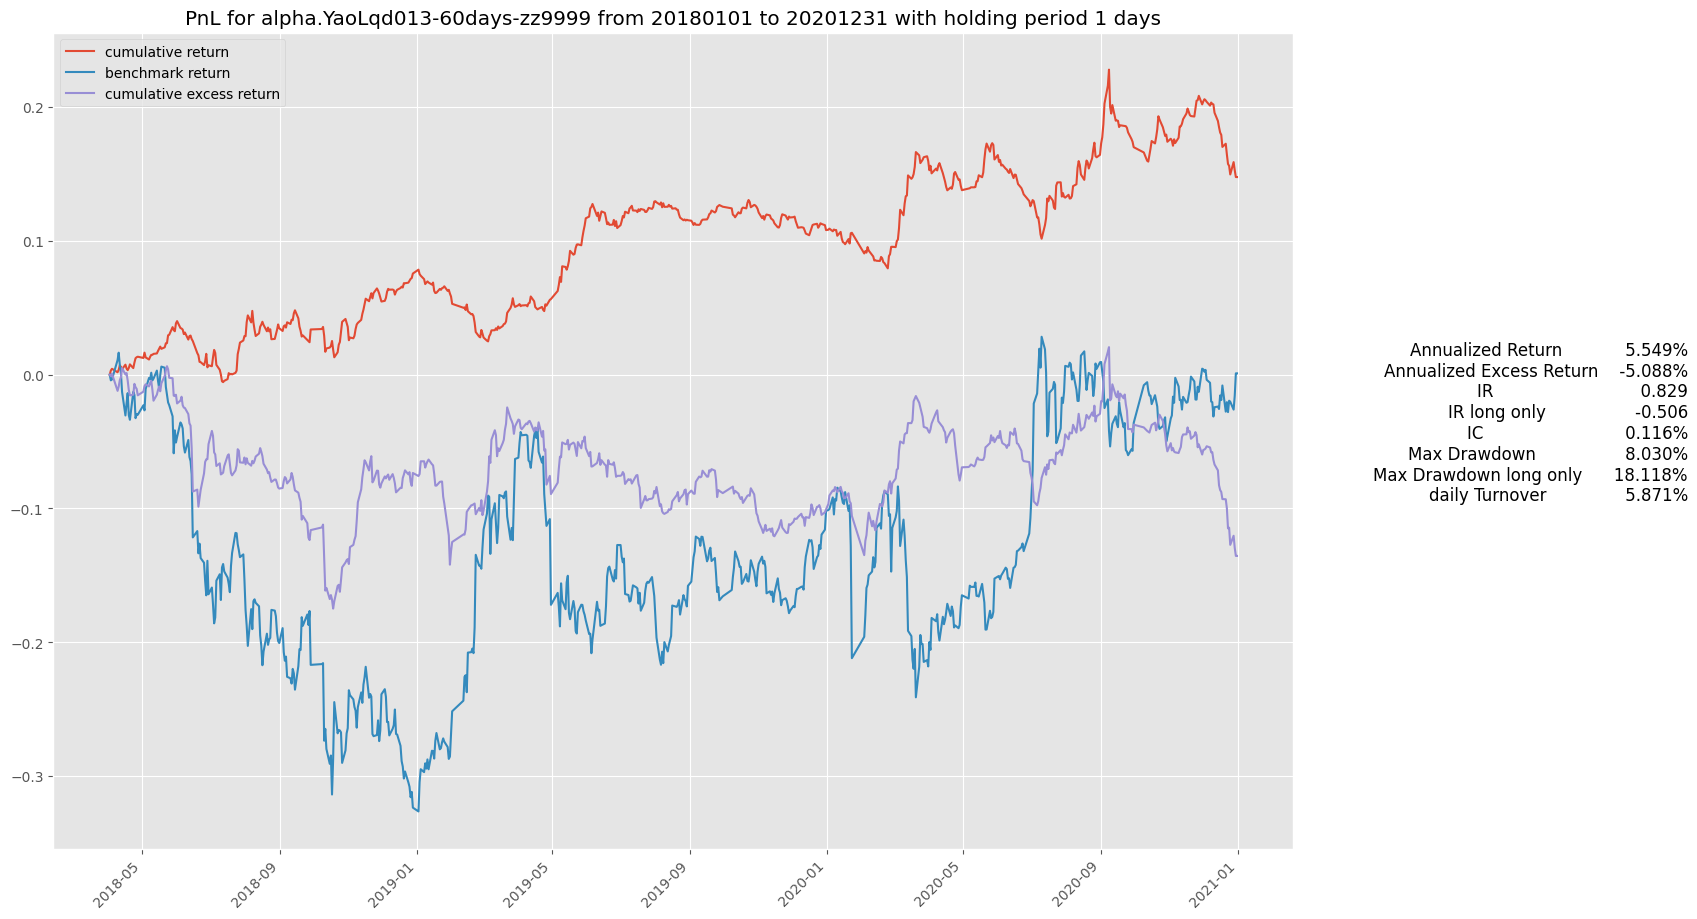 PnL for alpha.YaoLqd013-60days-zz9999 from 20180101 to 20201231 with holding period 1 days
cumulative return
benchmark return
cumulative excess return
0.2
0.1
0.0
−0.1
−0.2
−0.3
2018-05
2018-09
2019-01
2019-05
2019-09
2020-01
2020-05
2020-09
2021-01
Annualized Return 5.549%
Annualized Excess Return -5.088%
IR 0.829
IR long only -0.506
IC 0.116%
Max Drawdown 8.030%
Max Drawdown long only 18.118%
daily Turnover 5.871%